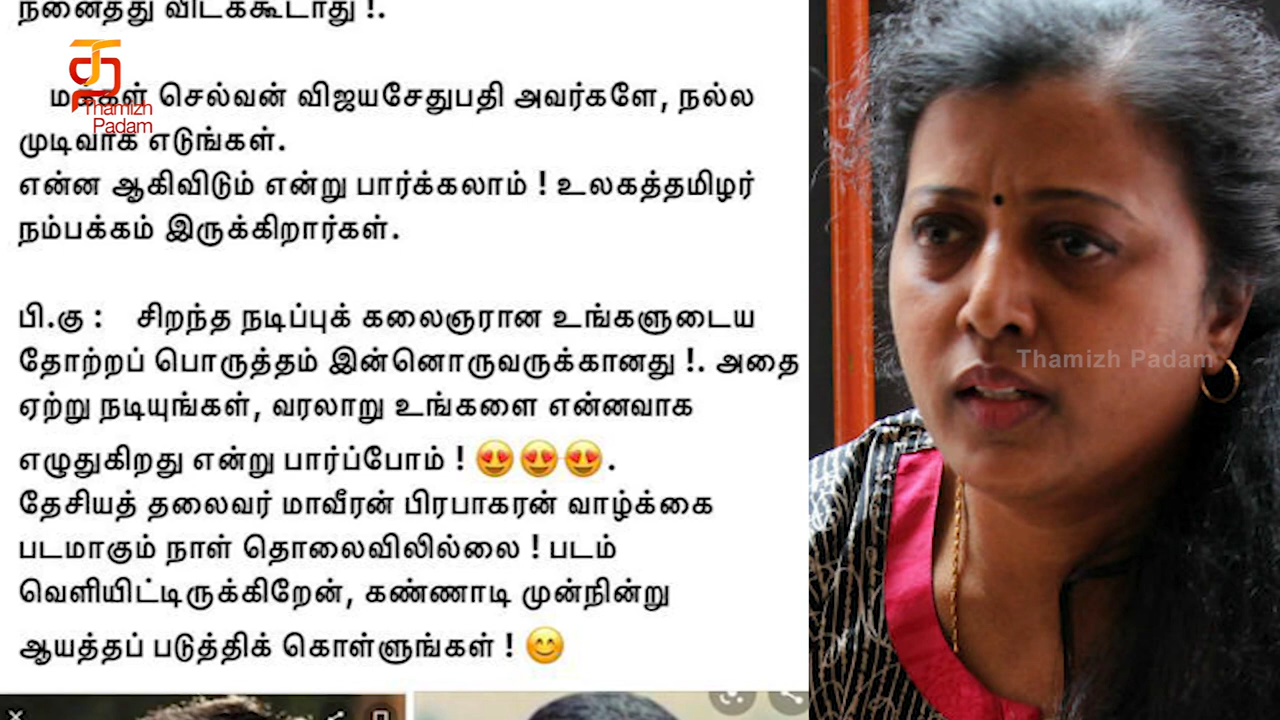 நனைத்து விடக்கூடாது !.
மக்கள் செல்வன் விஜயசேதுபதி அவர்களே, நல்ல
முடிவாக எடுங்கள்.
என்ன ஆகிவிடும் என்று பார்க்கலாம் ! உலகத்தமிழர்
நம்பக்கம் இருக்கிறார்கள்.
பி.கு : சிறந்த நடிப்புக் கலைஞரான உங்களுடைய
தோற்றப் பொருத்தம் இன்னொருவருக்கானது !. அதை
ஏற்று நடியுங்கள், வரலாறு உங்களை என்னவாக
எழுதுகிறது என்று பார்ப்போம் ! 😍😍😍.
தேசியத் தலைவர் மாவீரன் பிரபாகரன் வாழ்க்கை
படமாகும் நாள் தொலைவிலில்லை ! படம்
வெளியிட்டிருக்கிறேன், கண்ணாடி முன்நின்று
ஆயத்தப் படுத்திக் கொள்ளுங்கள் ! 😊
த
Thamizh
Padam
Thamizh Padam